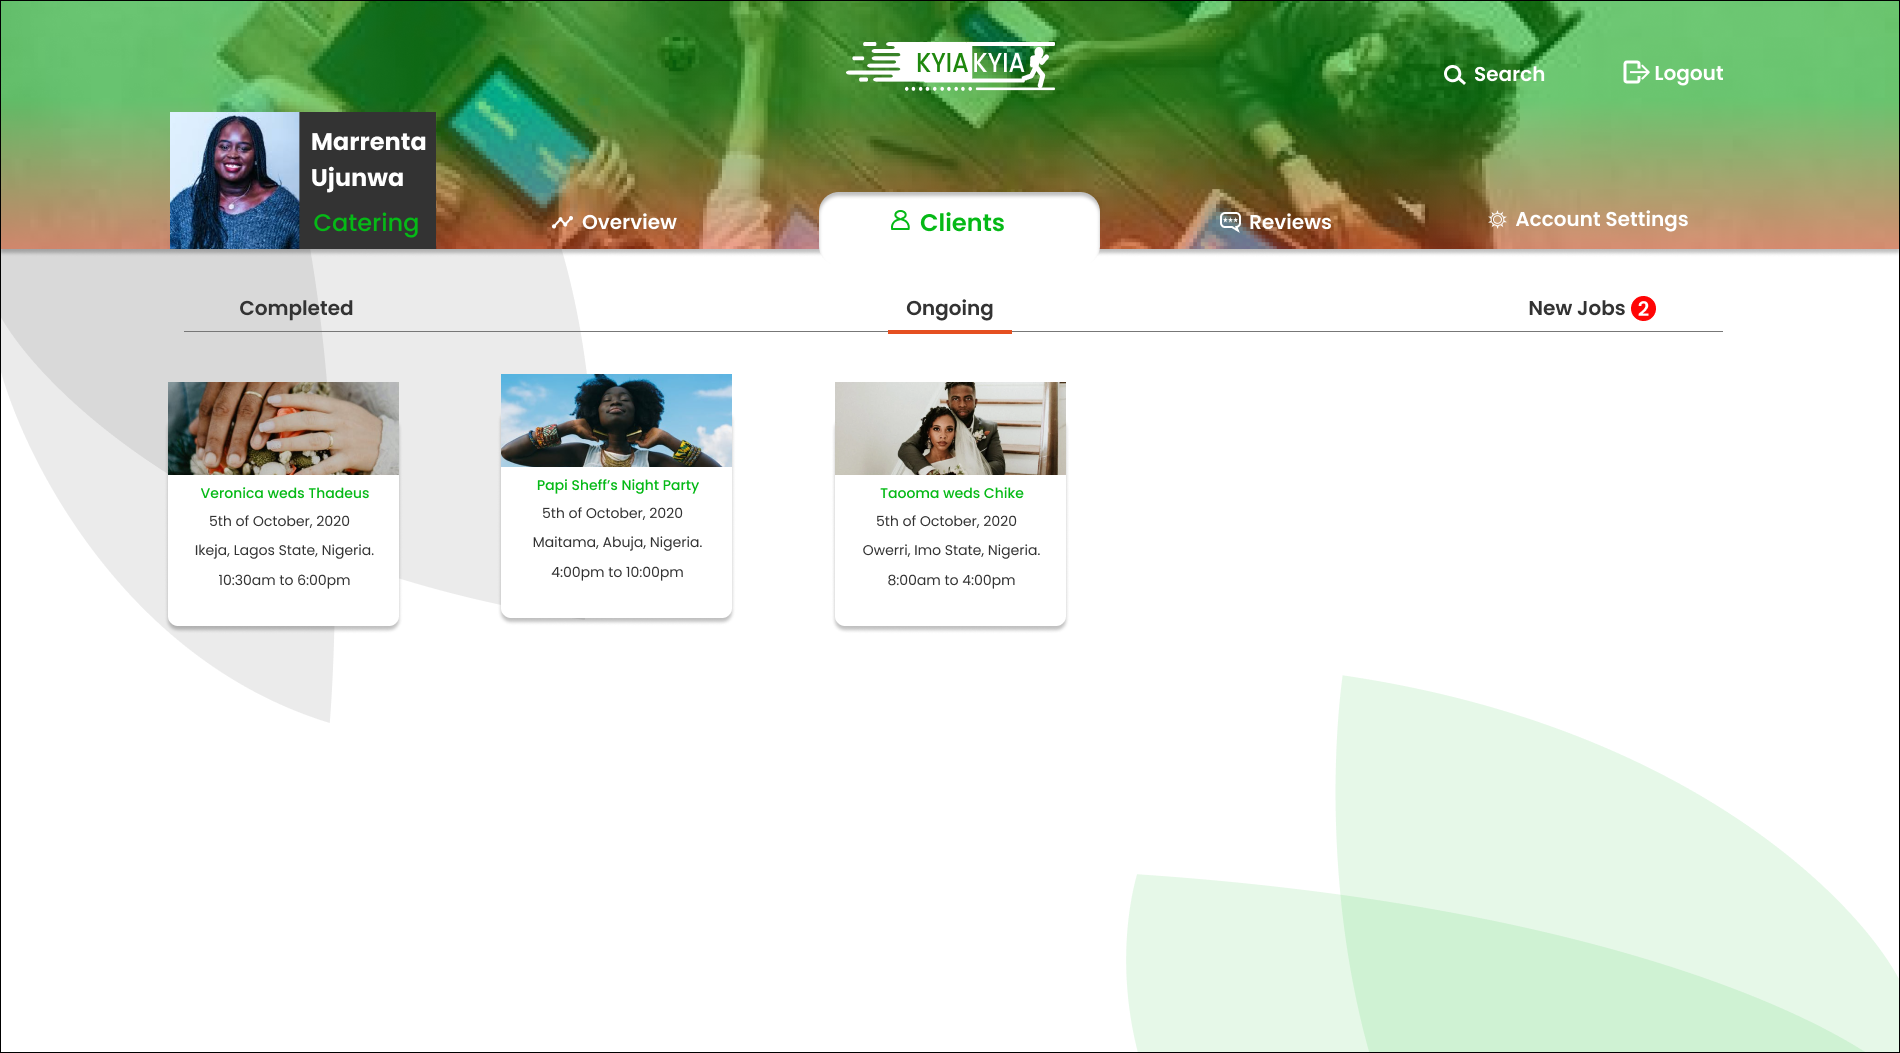 KYIAKYIA
Search
Logout
Marrenta
Ujunwa
Catering
Overview
Clients
Reviews
Account Settings
Completed
Ongoing
New Jobs 2
Veronica weds Thadeus
5th of October, 2020
Ikeja, Lagos State, Nigeria.
10:30am to 6:00pm
Papi Sheff's Night Party
5th of October, 2020
Maitama, Abuja, Nigeria.
4:00pm to 10:00pm
Taooma weds Chike
5th of October, 2020
Owerri, Imo State, Nigeria.
8:00am to 4:00pm